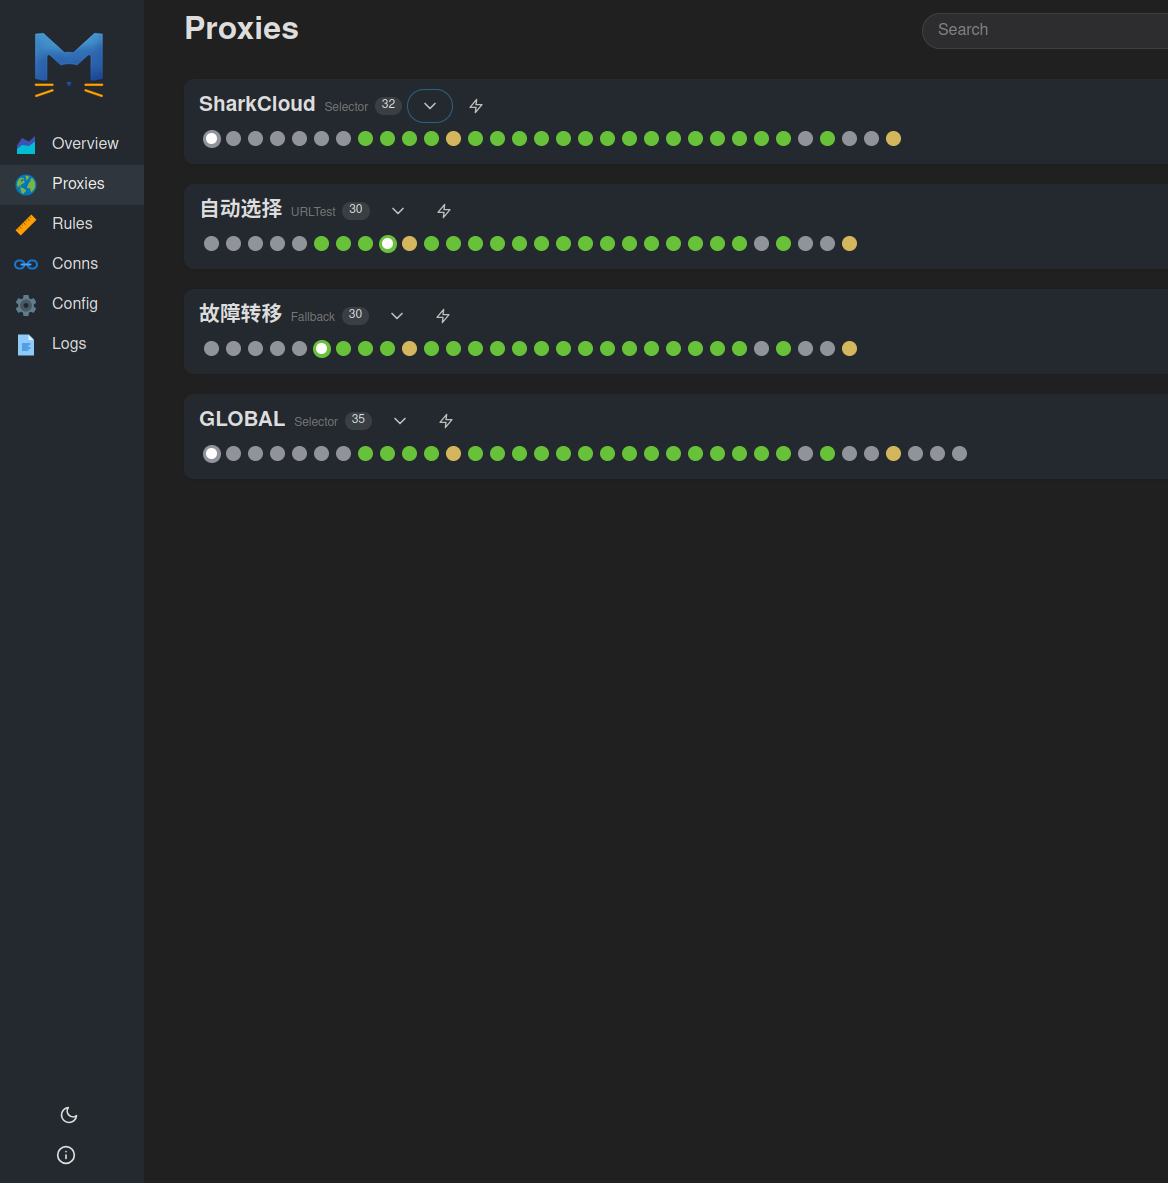 Proxies
Search
Overview
Proxies
Rules
Conns
Config
Logs
SharkCloud Selector 32
自动选择 URLTest 30
故障转移 Fallback 30
GLOBAL Selector 35